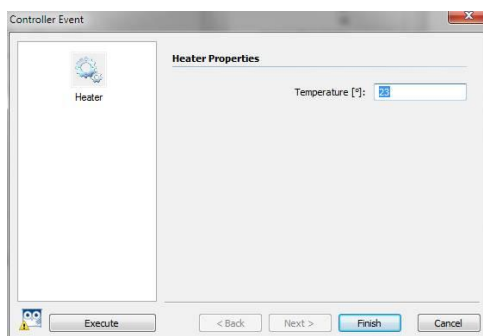 Controller Event
Heater
Heater Properties
Temperature [°]: 23
Execute
< Back
Next >
Finish
Cancel